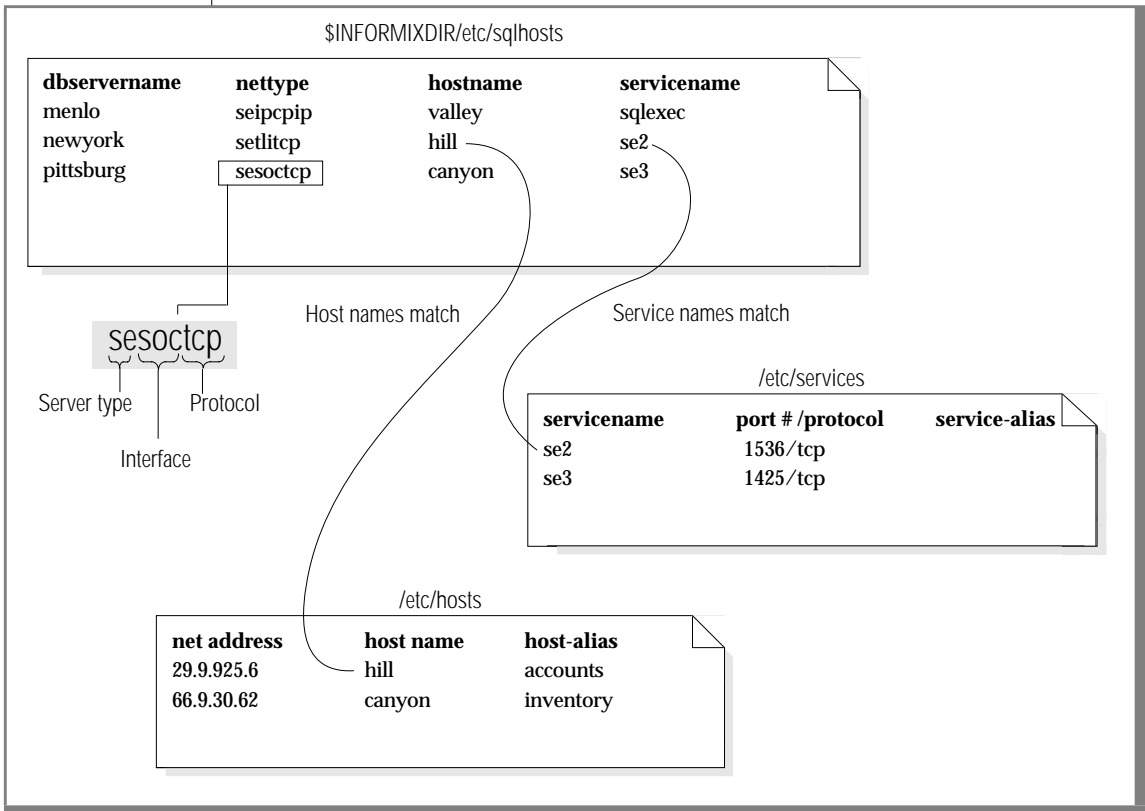 $INFORMIXDIR/etc/sqlhosts
dbservername nettype hostname servicename
menlo seipcpip valley sqlexec
newyork setlitcp hill se2
pittsburg sesoctcp canyon se3
Host names match
Service names match
sesoctcp
Server type Protocol
Interface
/etc/services
servicename port # /protocol service-alias
se2 1536/tcp
se3 1425/tcp
/etc/hosts
net address host name host-alias
29.9.925.6 hill accounts
66.9.30.62 canyon inventory